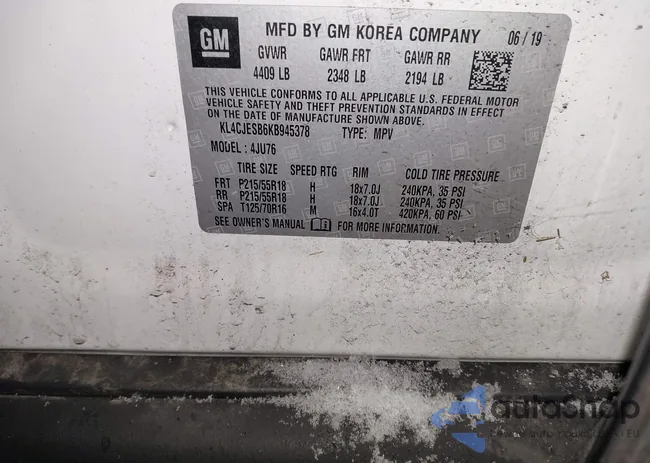 GM
MFD BY GM KOREA COMPANY 06 / 19
GVWR GAWR FRT GAWR RR
4409 LB 2348 LB 2194 LB
THIS VEHICLE CONFORMS TO ALL APPLICABLE U.S. FEDERAL MOTOR
VEHICLE SAFETY AND THEFT PREVENTION STANDARDS IN EFFECT
ON THE DATE OF MANUFACTURE SHOWN ABOVE.
KL4CJESB6KB945378 TYPE: MPV
MODEL: 4JU76
TIRE SIZE SPEED RTG RIM COLD TIRE PRESSURE
FRT P215/55R18 H 18x7.0J 240KPA, 35 PSI
RR P215/55R18 H 18x7.0J 240KPA, 35 PSI
SPA T125/70R16 M 16x4.0T 420KPA, 60 PSI
SEE OWNER'S MANUAL FOR MORE INFORMATION.
autoShop